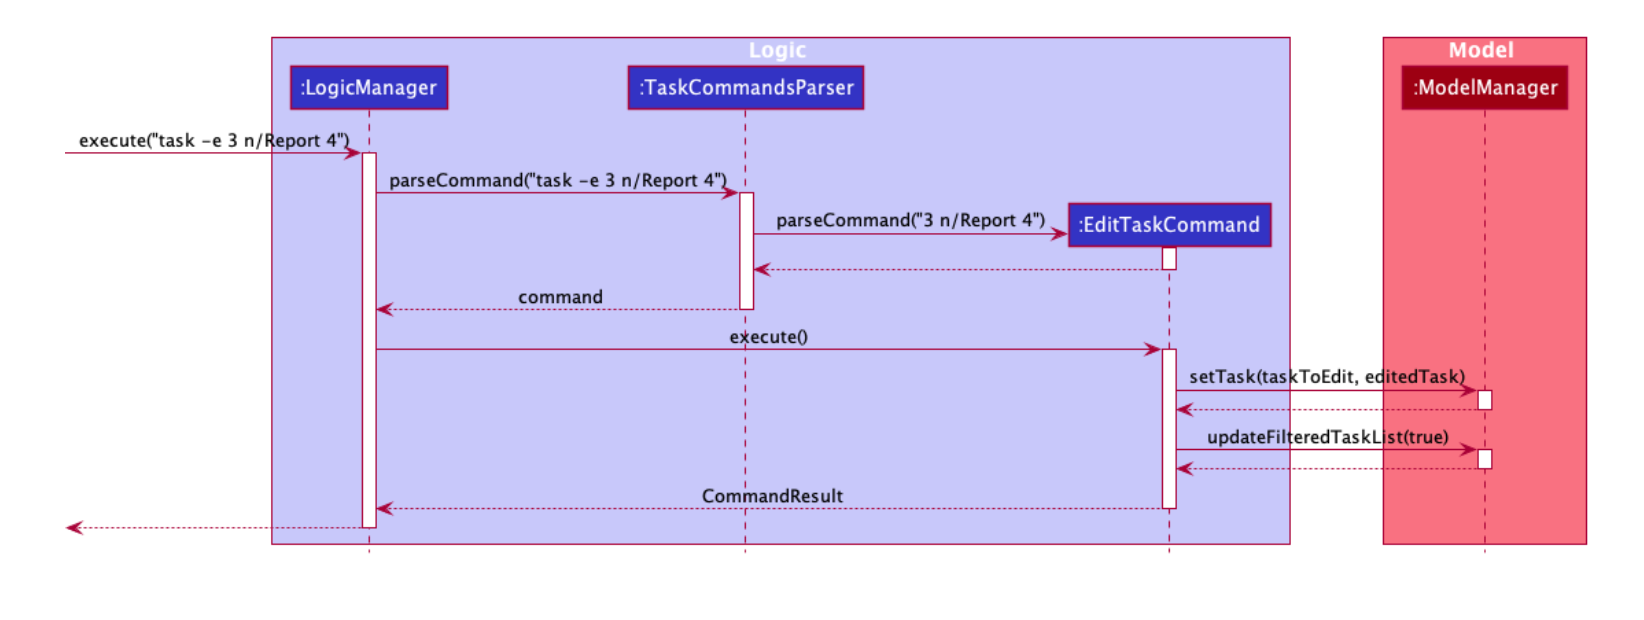 Logic
Model
:LogicManager
:TaskCommandsParser
:ModelManager
execute("task -e 3 n/Report 4")
parseCommand("task -e 3 n/Report 4")
parseCommand("3 n/Report 4")
:EditTaskCommand
command
execute()
setTask(taskToEdit, editedTask)
updateFilteredTaskList(true)
CommandResult